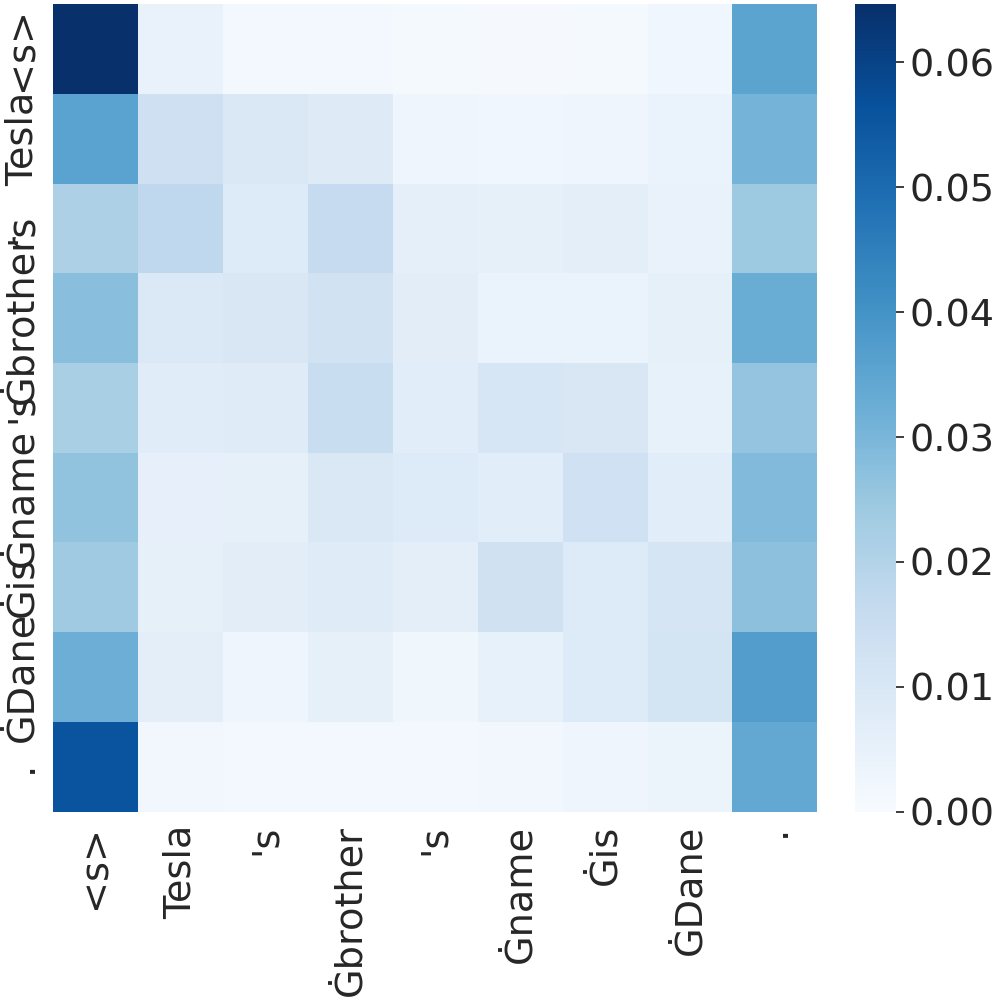 <s>
Tesla
's
Ġbrother
's
Ġname
Ġis
ĠDane
.
0.06
0.05
0.04
0.03
0.02
0.01
0.00
<s> Tesla 's Ġbrother 's Ġname Ġis ĠDane .